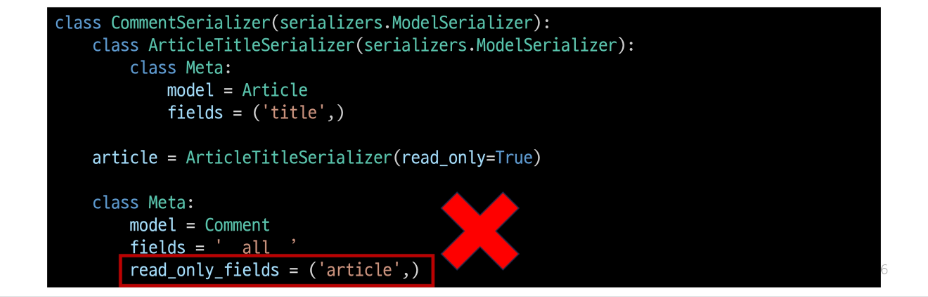 class CommentSerializer(serializers.ModelSerializer):
    class ArticleTitleSerializer(serializers.ModelSerializer):
        class Meta:
            model = Article
            fields = ('title',)

    article = ArticleTitleSerializer(read_only=True)

    class Meta:
        model = Comment
        fields = '__all__’
        read_only_fields = ('article',)
6